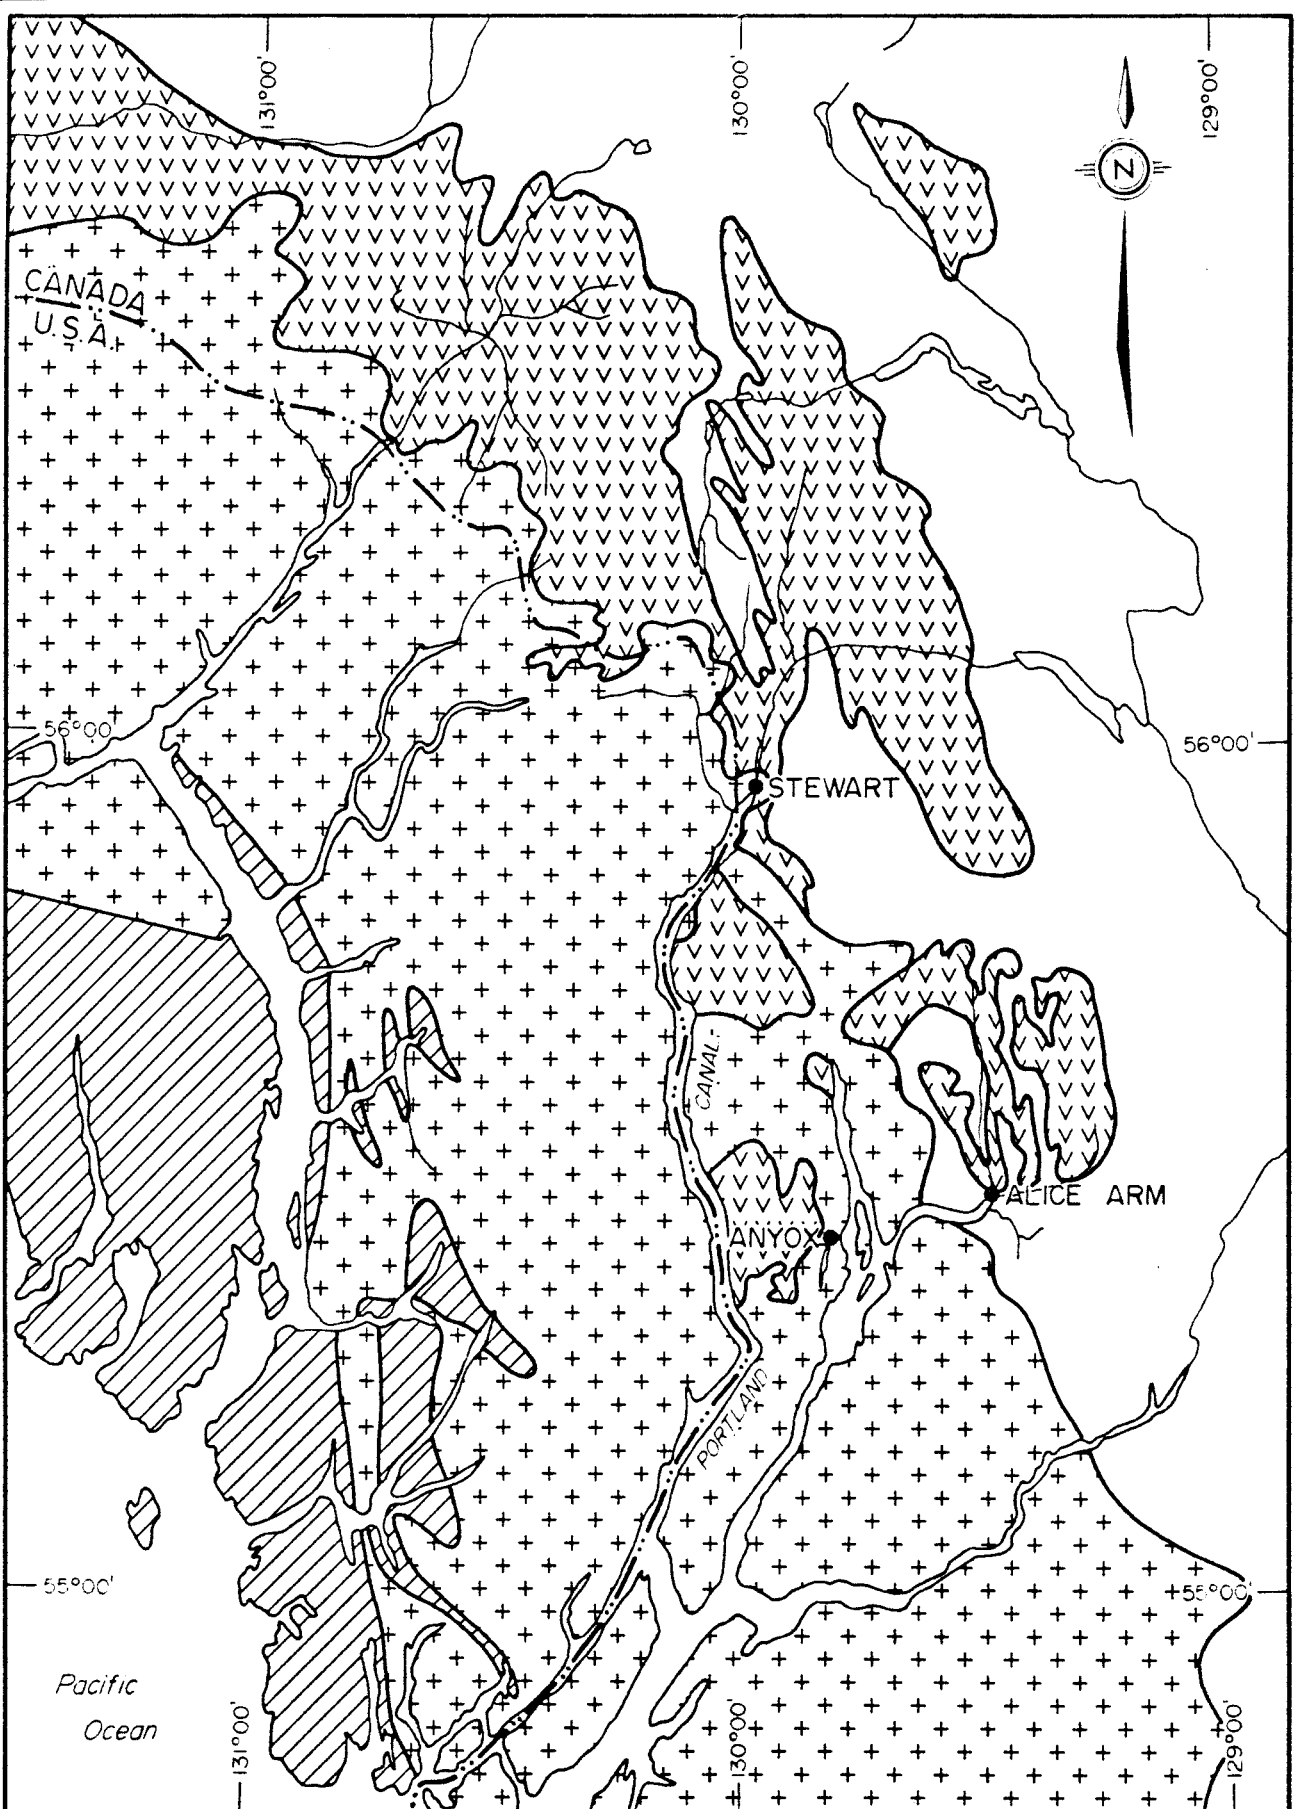 131°00'
130°00'
129°00'
N
CANADA
U.S.A.
56°00'
56°00'
STEWART
CANAL
ALICE ARM
ANYOX
PORTLAND
55°00'
55°00'
Pacific
Ocean
131°00'
130°00'
129°00'